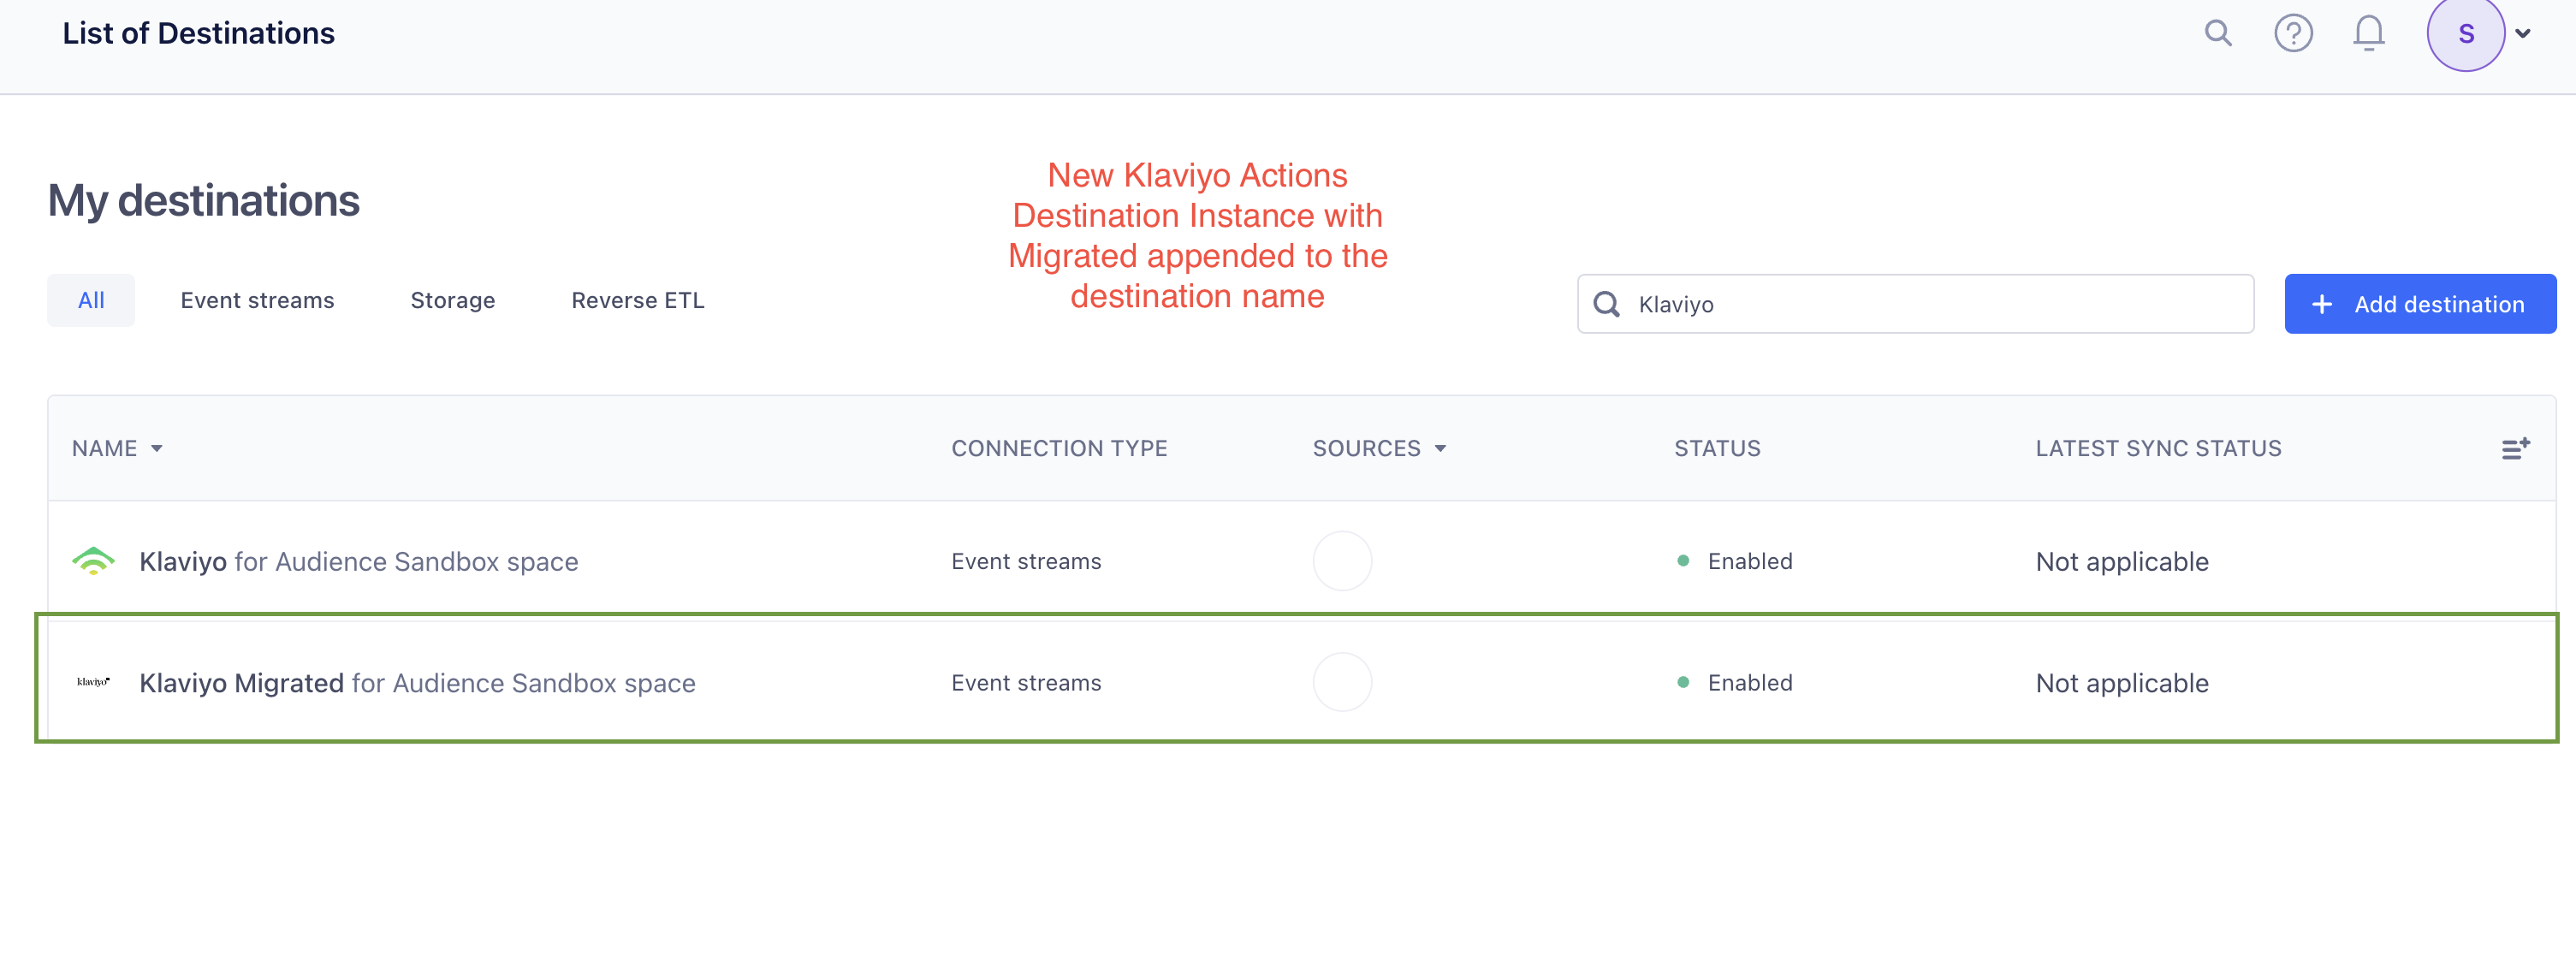 List of Destinations
S
My destinations
New Klaviyo Actions
Destination Instance with
Migrated appended to the
destination name
All Event streams Storage Reverse ETL
Klaviyo
+ Add destination
NAME CONNECTION TYPE SOURCES STATUS LATEST SYNC STATUS
Klaviyo for Audience Sandbox space Event streams Enabled Not applicable
klaviyo Klaviyo Migrated for Audience Sandbox space Event streams Enabled Not applicable